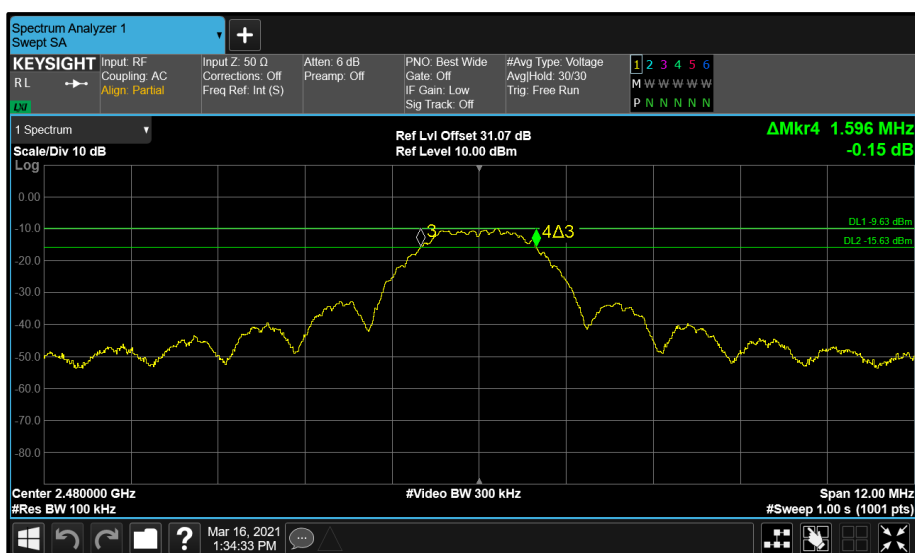 Spectrum Analyzer 1
Swept SA
+
KEYSIGHT
R L
LXI
Input: RF
Coupling: AC
Align: Partial
Input Z: 50 Ω
Corrections: Off
Freq Ref: Int (S)
Atten: 6 dB
Preamp: Off
PNO: Best Wide
Gate: Off
IF Gain: Low
Sig Track: Off
#Avg Type: Voltage
Avg|Hold: 30/30
Trig: Free Run
1 2 3 4 5 6
M W W W W W
P N N N N N
1 Spectrum
Scale/Div 10 dB
Log
Ref Lvl Offset 31.07 dB
Ref Level 10.00 dBm
ΔMkr4 1.596 MHz
-0.15 dB
0.00
-10.0
-20.0
-30.0
-40.0
-50.0
-60.0
-70.0
-80.0
3
4Δ3
DL1 -9.63 dBm
DL2 -15.63 dBm
Center 2.480000 GHz
#Res BW 100 kHz
#Video BW 300 kHz
Span 12.00 MHz
#Sweep 1.00 s (1001 pts)
?
Mar 16, 2021
1:34:33 PM